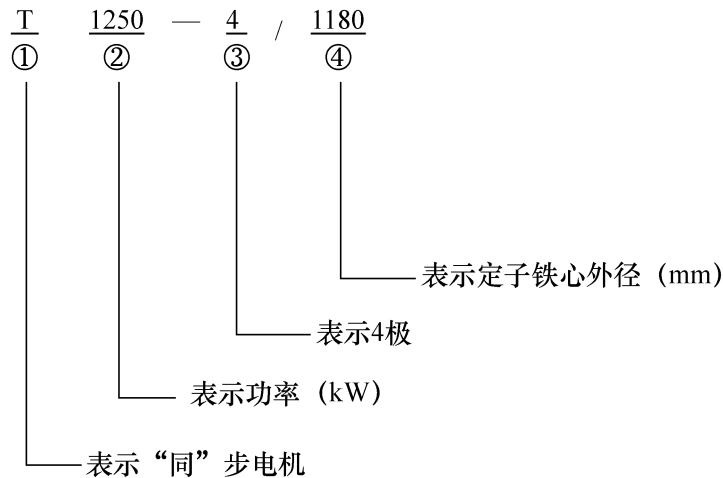 T 1250 — 4 / 1180
① ② ③ ④
表示定子铁心外径（mm）
表示4极
表示功率（kW）
表示“同”步电机